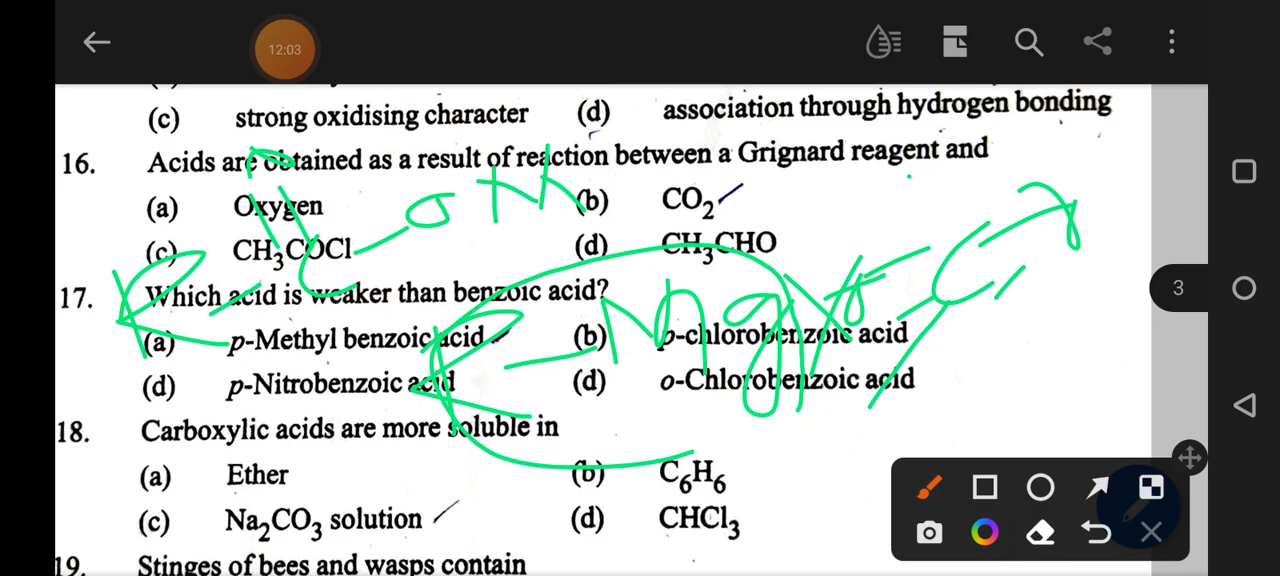 12:03
(c) strong oxidising character (d) association through hydrogen bonding
16. Acids are obtained as a result of reaction between a Grignard reagent and
(a) Oxygen (b) CO₂
(c) CH₃COCl (d) CH₃CHO
17. Which acid is weaker than benzoic acid?
(a) p-Methyl benzoic acid (b) p-chlorobenzoic acid
(d) p-Nitrobenzoic acid (d) o-Chlorobenzoic acid
18. Carboxylic acids are more soluble in
(a) Ether (b) C₆H₆
(c) Na₂CO₃ solution (d) CHCl₃
19. Stinges of bees and wasps contain
3